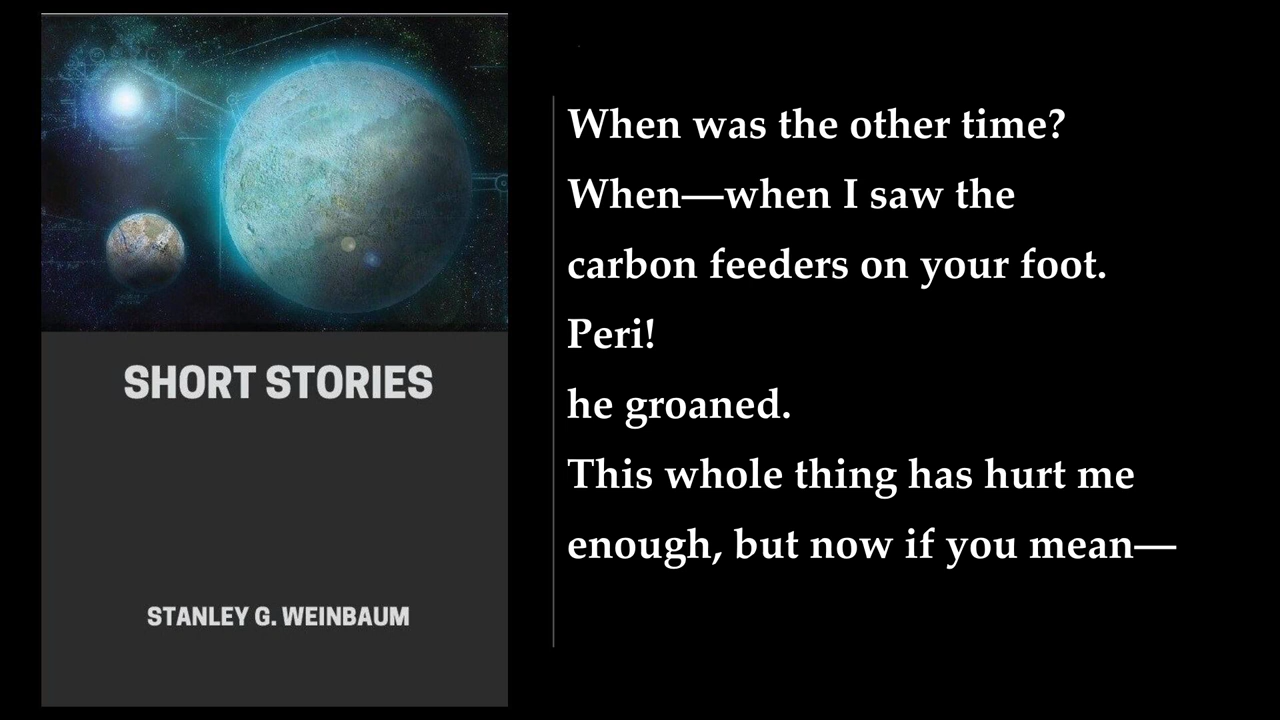 SHORT STORIES
STANLEY G. WEINBAUM
When was the other time?
When—when I saw the
carbon feeders on your foot.
Peri!
he groaned.
This whole thing has hurt me
enough, but now if you mean—